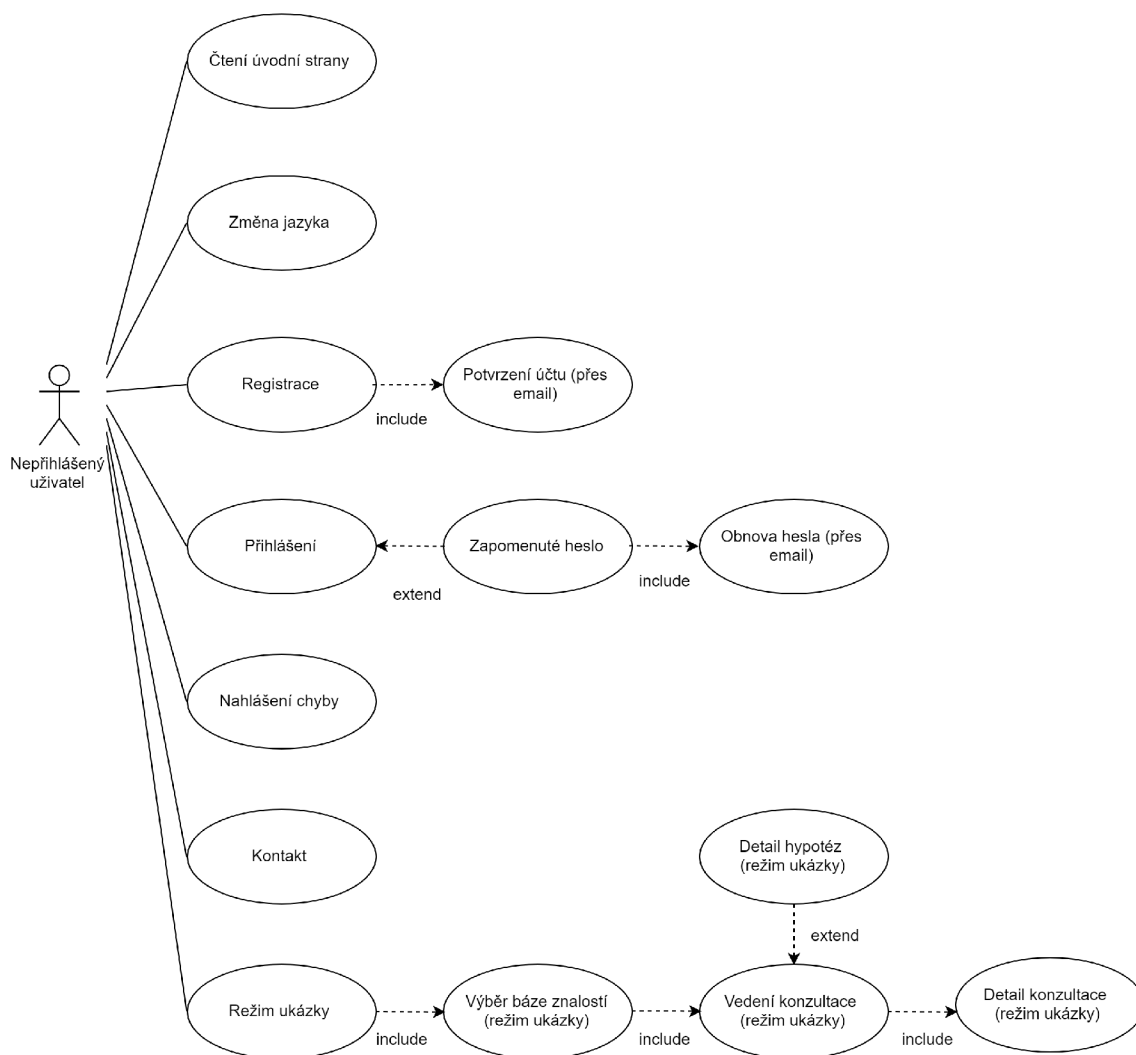 Čtení úvodní strany
Změna jazyka
Nepřihlášený
uživatel
Registrace
include
Potvrzení účtu (přes
email)
Přihlášení
extend
Zapomenuté heslo
include
Obnova hesla (přes
email)
Nahlášení chyby
Kontakt
Detail hypotéz
(režim ukázky)
extend
Režim ukázky
include
Výběr báze znalostí
(režim ukázky)
include
Vedení konzultace
(režim ukázky)
include
Detail konzultace
(režim ukázky)